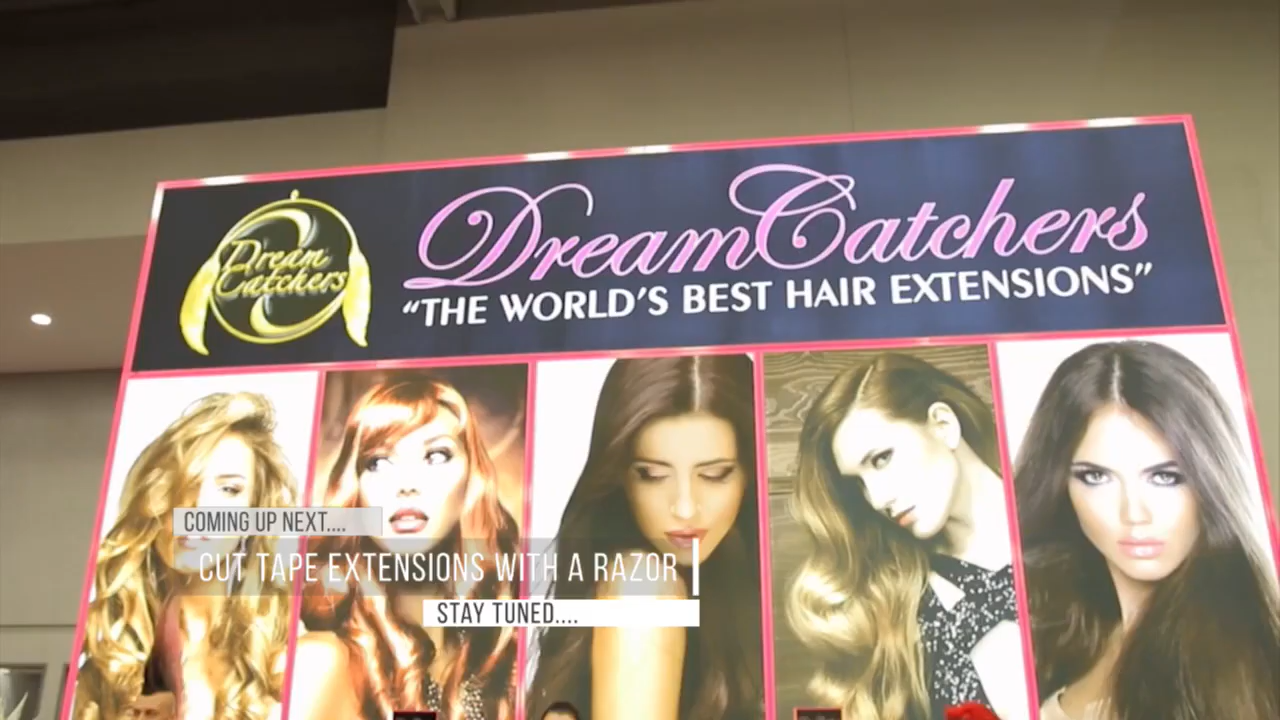 Dream
Catchers
DreamCatchers
"THE WORLD'S BEST HAIR EXTENSIONS"
COMING UP NEXT....
CUT TAPE EXTENSIONS WITH A RAZOR
STAY TUNED....